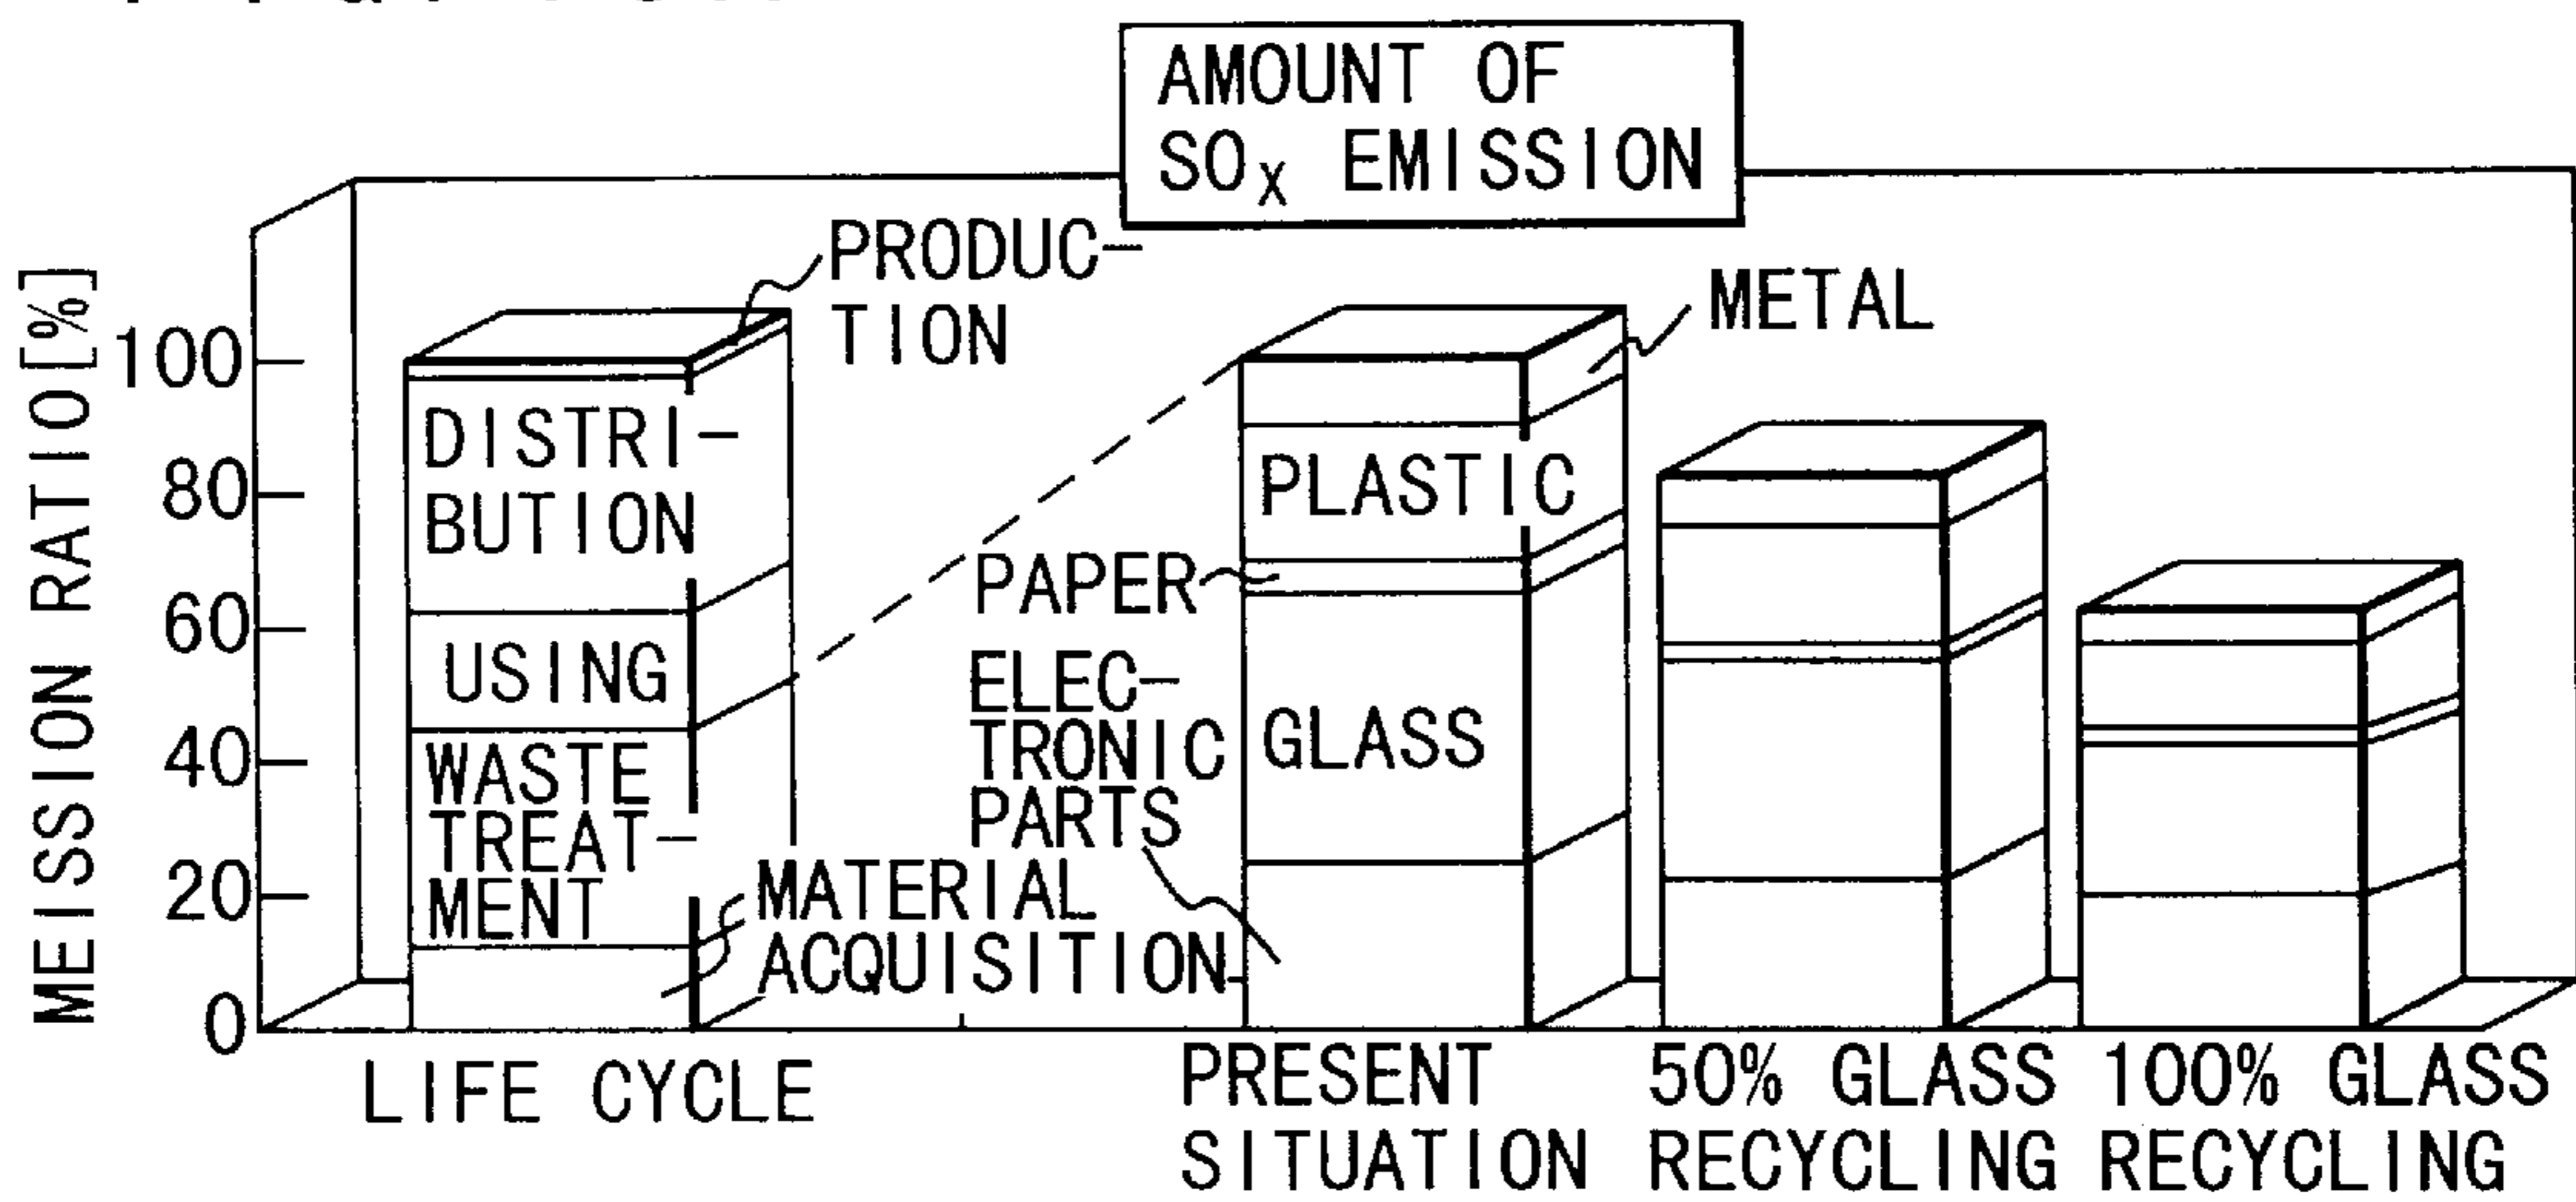 AMOUNT OF
SOx EMISSION
MEISSION RATIO[%]
100
80
60
40
20
0
PRODUC-
TION
DISTRI-
BUTION
USING
WASTE
TREAT-
MENT
MATERIAL
ACQUISITION
METAL
PLASTIC
PAPER
GLASS
ELEC-
TRONIC
PARTS
LIFE CYCLE
PRESENT
SITUATION
50% GLASS
RECYCLING
100% GLASS
RECYCLING